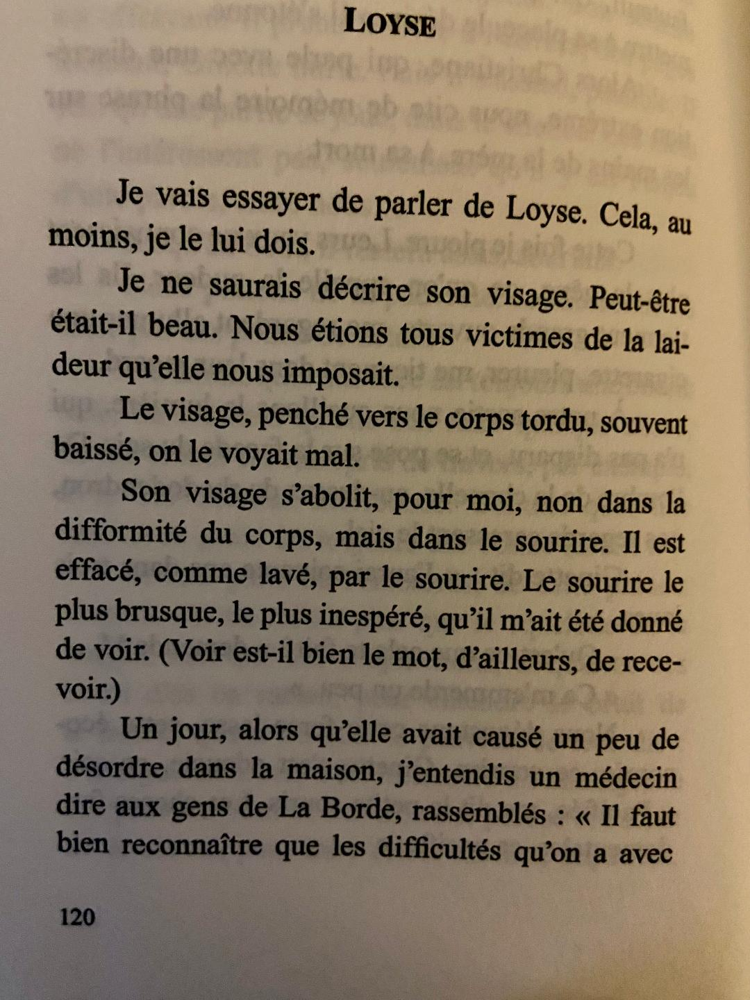 LOYSE
Je vais essayer de parler de Loyse. Cela, au
moins, je le lui dois.
Je ne saurais décrire son visage. Peut-être
était-il beau. Nous étions tous victimes de la lai-
deur qu'elle nous imposait.
Le visage, penché vers le corps tordu, souvent
baissé, on le voyait mal.
Son visage s'abolit, pour moi, non dans la
difformité du corps, mais dans le sourire. Il est
effacé, comme lavé, par le sourire. Le sourire le
plus brusque, le plus inespéré, qu'il m'ait été donné
de voir. (Voir est-il bien le mot, d'ailleurs, de rece-
voir.)
Un jour, alors qu'elle avait causé un peu de
désordre dans la maison, j'entendis un médecin
dire aux gens de La Borde, rassemblés : « Il faut
bien reconnaître que les difficultés qu'on a avec
120